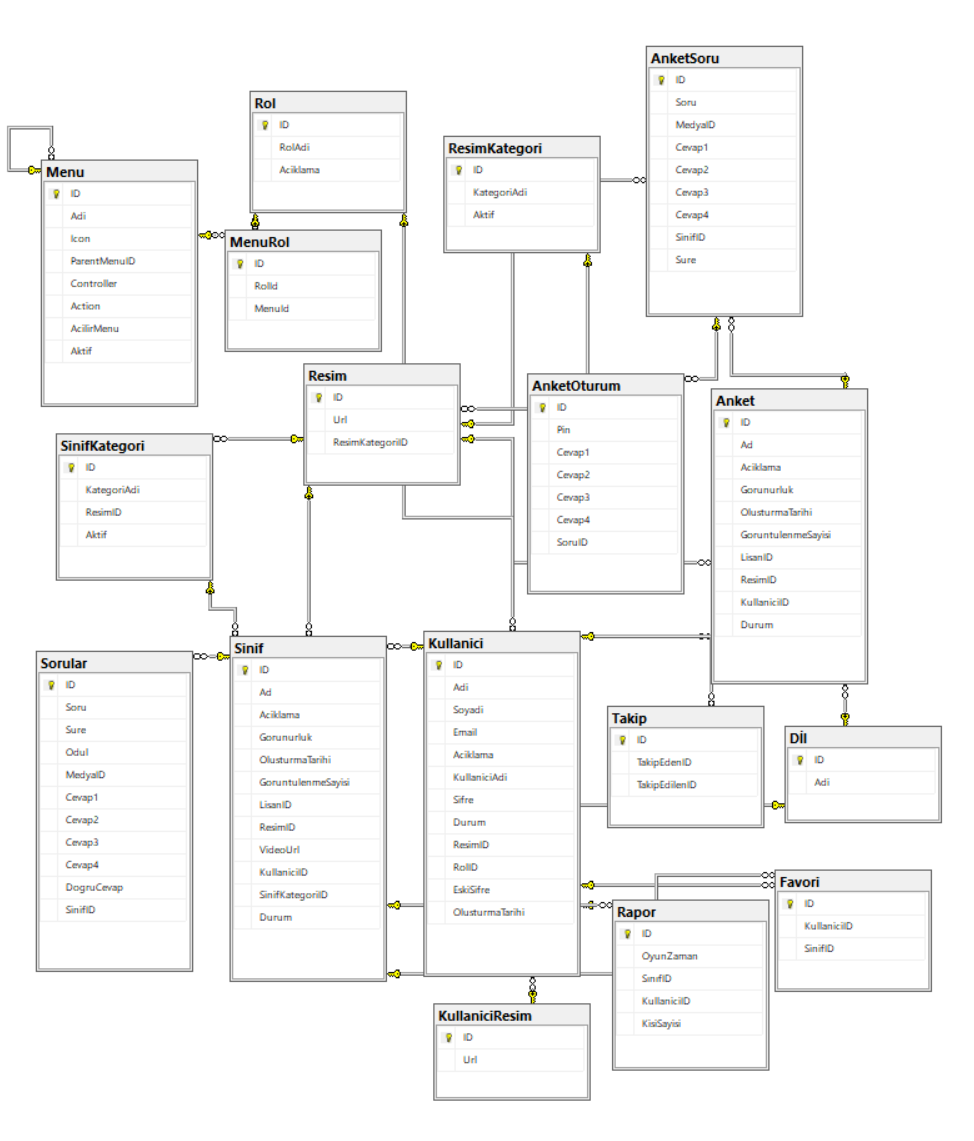 AnketSoru
ID
Soru
MedyaID
Cevap1
Cevap2
Cevap3
Cevap4
SinifID
Sure
Rol
ID
RolAdi
Aciklama
ResimKategori
ID
KategoriAdi
Aktif
Menu
ID
Adi
Icon
ParentMenuID
Controller
Action
AcilirMenu
Aktif
MenuRol
ID
RolId
MenuId
Resim
ID
Url
ResimKategoriID
AnketOturum
ID
Pin
Cevap1
Cevap2
Cevap3
Cevap4
SoruID
Anket
ID
Ad
Aciklama
Gorunurluk
OlusturmaTarihi
GoruntulenmeSayisi
LisanID
ResimID
KullaniciID
Durum
SinifKategori
ID
KategoriAdi
ResimID
Aktif
Sorular
ID
Soru
Sure
Odul
MedyaID
Cevap1
Cevap2
Cevap3
Cevap4
DogruCevap
SinifID
Sinif
ID
Ad
Aciklama
Gorunurluk
OlusturmaTarihi
GoruntulenmeSayisi
LisanID
ResimID
VideoUrl
KullaniciID
SinifKategoriID
Durum
Kullanici
ID
Adi
Soyadi
Email
Aciklama
KullaniciAdi
Sifre
Durum
ResimID
RolID
EskiSifre
OlusturmaTarihi
Takip
ID
TakipEdenID
TakipEdilenID
Dİl
ID
Adi
Favori
ID
KullaniciID
SinifID
Rapor
ID
OyunZaman
SınıfID
KullaniciID
KisiSayisi
KullaniciResim
ID
Url